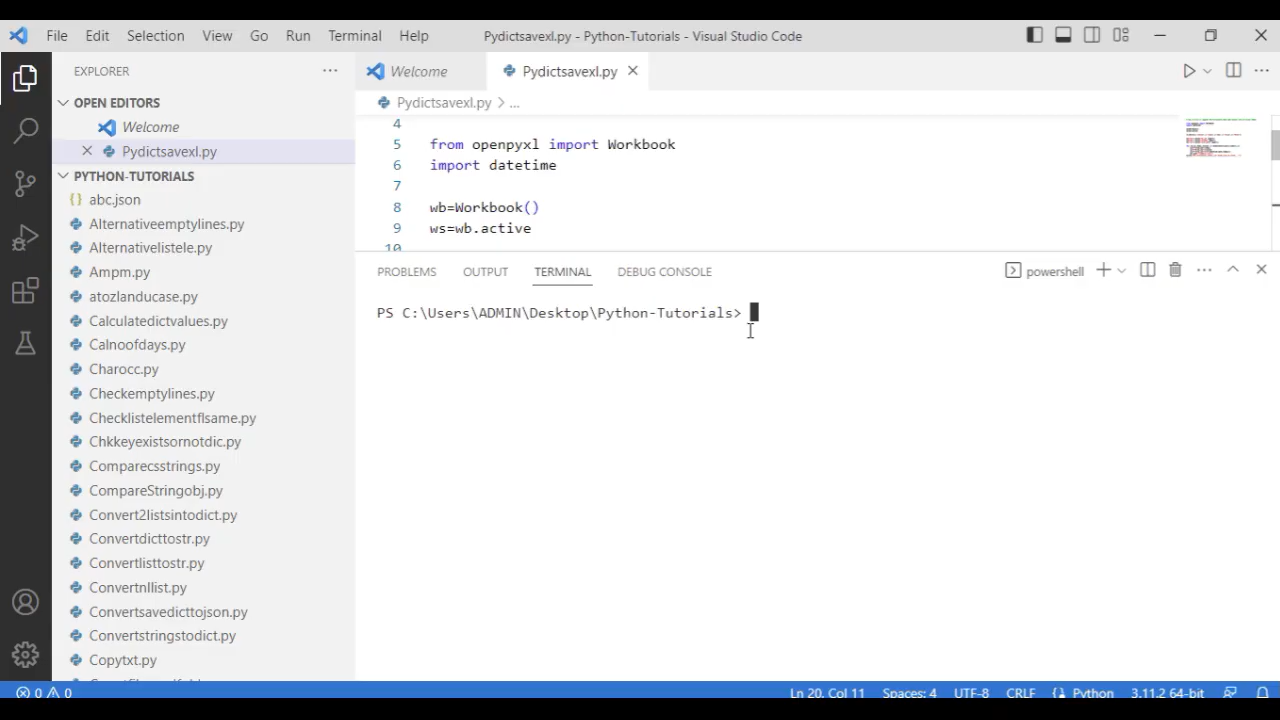 File Edit Selection View Go Run Terminal Help Pydictsavexl.py - Python-Tutorials - Visual Studio Code
EXPLORER
OPEN EDITORS
Welcome
Pydictsavexl.py
PYTHON-TUTORIALS
{} abc.json
Alternativeemptylines.py
Alternativelistele.py
Ampm.py
atozlanducase.py
Calculatedictvalues.py
Calnoofdays.py
Charocc.py
Checkemptylines.py
Checklistelementflsame.py
Chkkeyexistsornotdic.py
Comparecsstrings.py
CompareStringobj.py
Convert2listsintodict.py
Convertdicttostr.py
Convertlisttostr.py
Convertnllist.py
Convertsavedicttojson.py
Convertstringstodict.py
Copytxt.py
Welcome Pydictsavexl.py
Pydictsavexl.py > ...
4
5 from openpyxl import Workbook
6 import datetime
7
8 wb=Workbook()
9 ws=wb.active
10
PROBLEMS OUTPUT TERMINAL DEBUG CONSOLE powershell
PS C:\Users\ADMIN\Desktop\Python-Tutorials>
0 0 Ln 20, Col 11 Spaces: 4 UTF-8 CRLF Python 3.11.2 64-bit